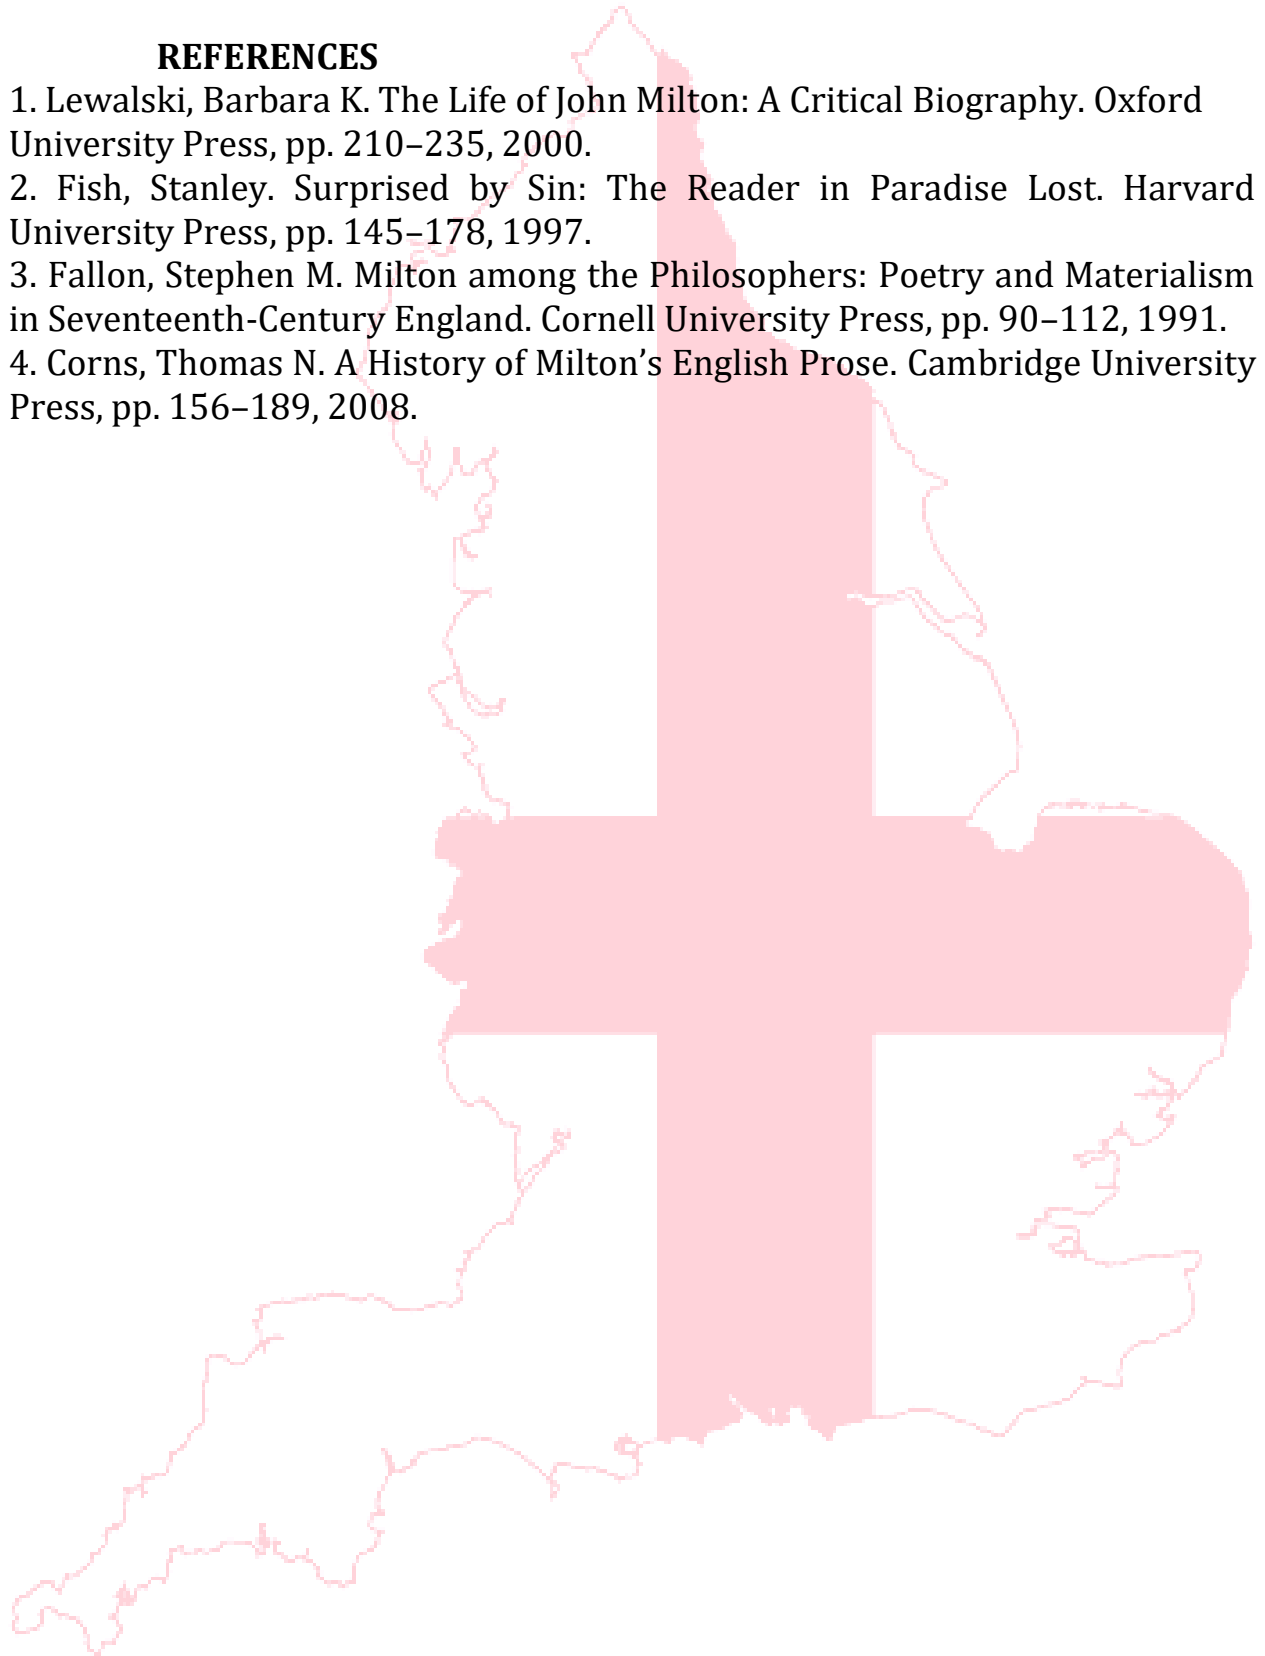 REFERENCES
1. Lewalski, Barbara K. The Life of John Milton: A Critical Biography. Oxford
University Press, pp. 210–235, 2000.
2. Fish, Stanley. Surprised by Sin: The Reader in Paradise Lost. Harvard
University Press, pp. 145–178, 1997.
3. Fallon, Stephen M. Milton among the Philosophers: Poetry and Materialism
in Seventeenth-Century England. Cornell University Press, pp. 90–112, 1991.
4. Corns, Thomas N. A History of Milton’s English Prose. Cambridge University
Press, pp. 156–189, 2008.